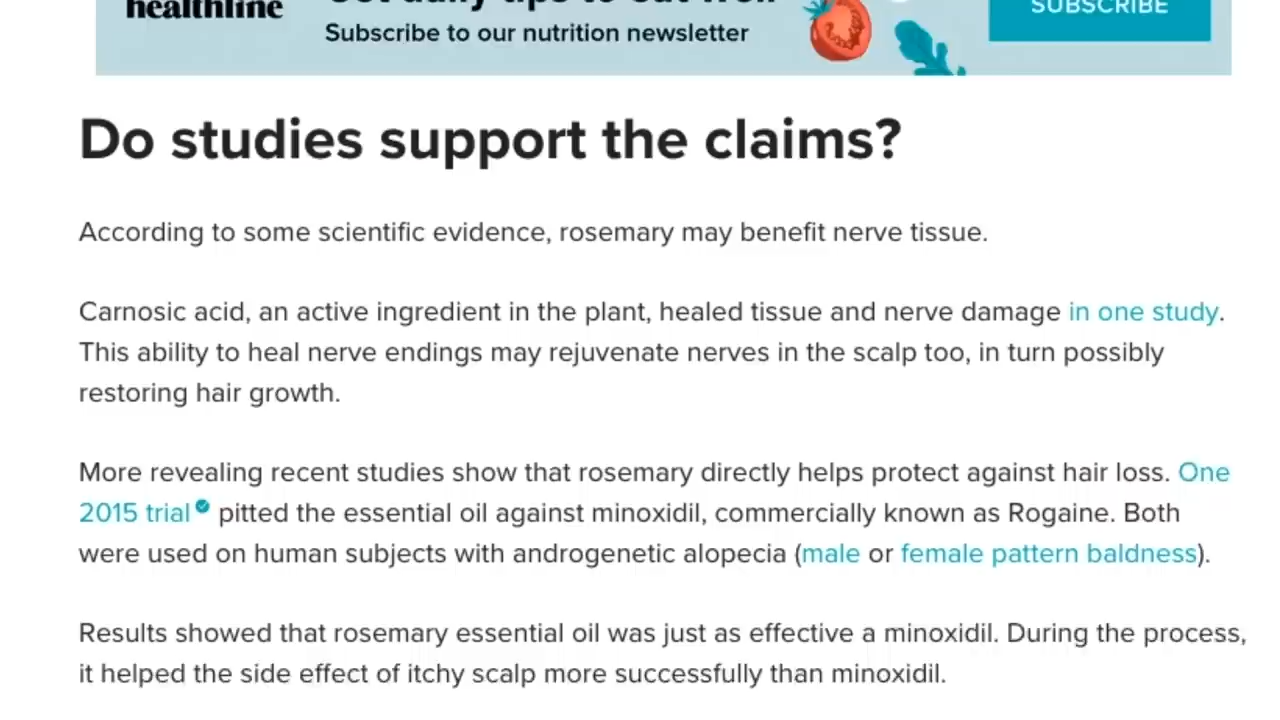 healthline
Subscribe to our nutrition newsletter
SUBSCRIBE
Do studies support the claims?
According to some scientific evidence, rosemary may benefit nerve tissue.
Carnosic acid, an active ingredient in the plant, healed tissue and nerve damage in one study.
This ability to heal nerve endings may rejuvenate nerves in the scalp too, in turn possibly
restoring hair growth.
More revealing recent studies show that rosemary directly helps protect against hair loss. One
2015 trial pitted the essential oil against minoxidil, commercially known as Rogaine. Both
were used on human subjects with androgenetic alopecia (male or female pattern baldness).
Results showed that rosemary essential oil was just as effective a minoxidil. During the process,
it helped the side effect of itchy scalp more successfully than minoxidil.